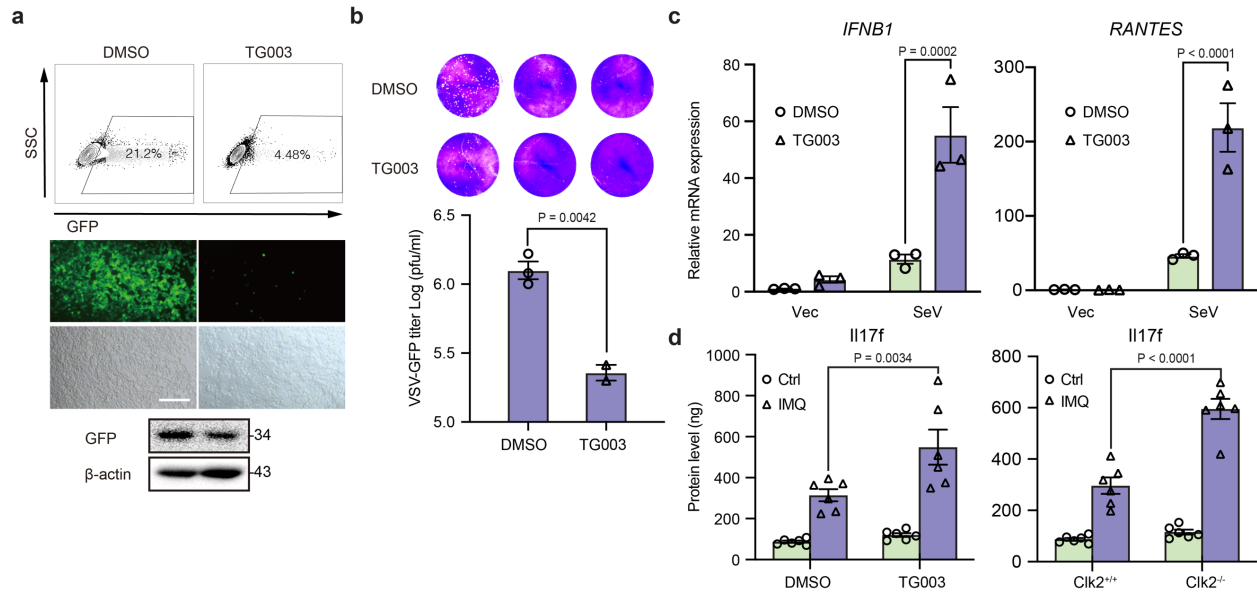 a
DMSO
TG003
SSC
21.2%
4.48%
GFP
GFP
-34
β-actin
-43
b
DMSO
TG003
VSV-GFP titer Log (pfu/ml)
6.5
6.0
5.5
5.0
P = 0.0042
DMSO
TG003
c
IFNB1
P = 0.0002
Relative mRNA expression
80
60
40
20
0
DMSO
TG003
Vec
SeV
RANTES
P < 0.0001
300
200
100
0
DMSO
TG003
Vec
SeV
d
Il17f
P = 0.0034
Protein level (ng)
1000
800
600
400
200
0
Ctrl
IMQ
DMSO
TG003
Il17f
P < 0.0001
800
600
400
200
0
Ctrl
IMQ
Clk2+/+
Clk2-/-